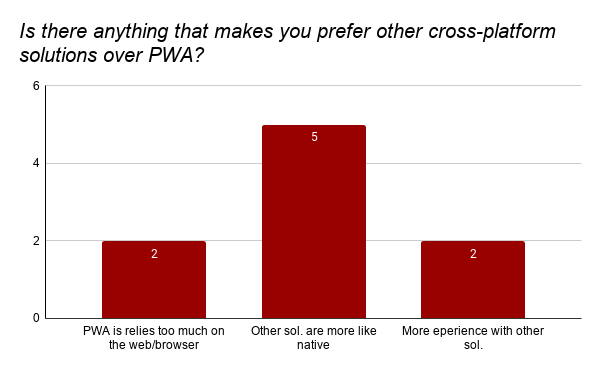 Is there anything that makes you prefer other cross-platform
solutions over PWA?
6
4
2
0
2
5
2
PWA is relies too much on
the web/browser
Other sol. are more like
native
More eperience with other
sol.